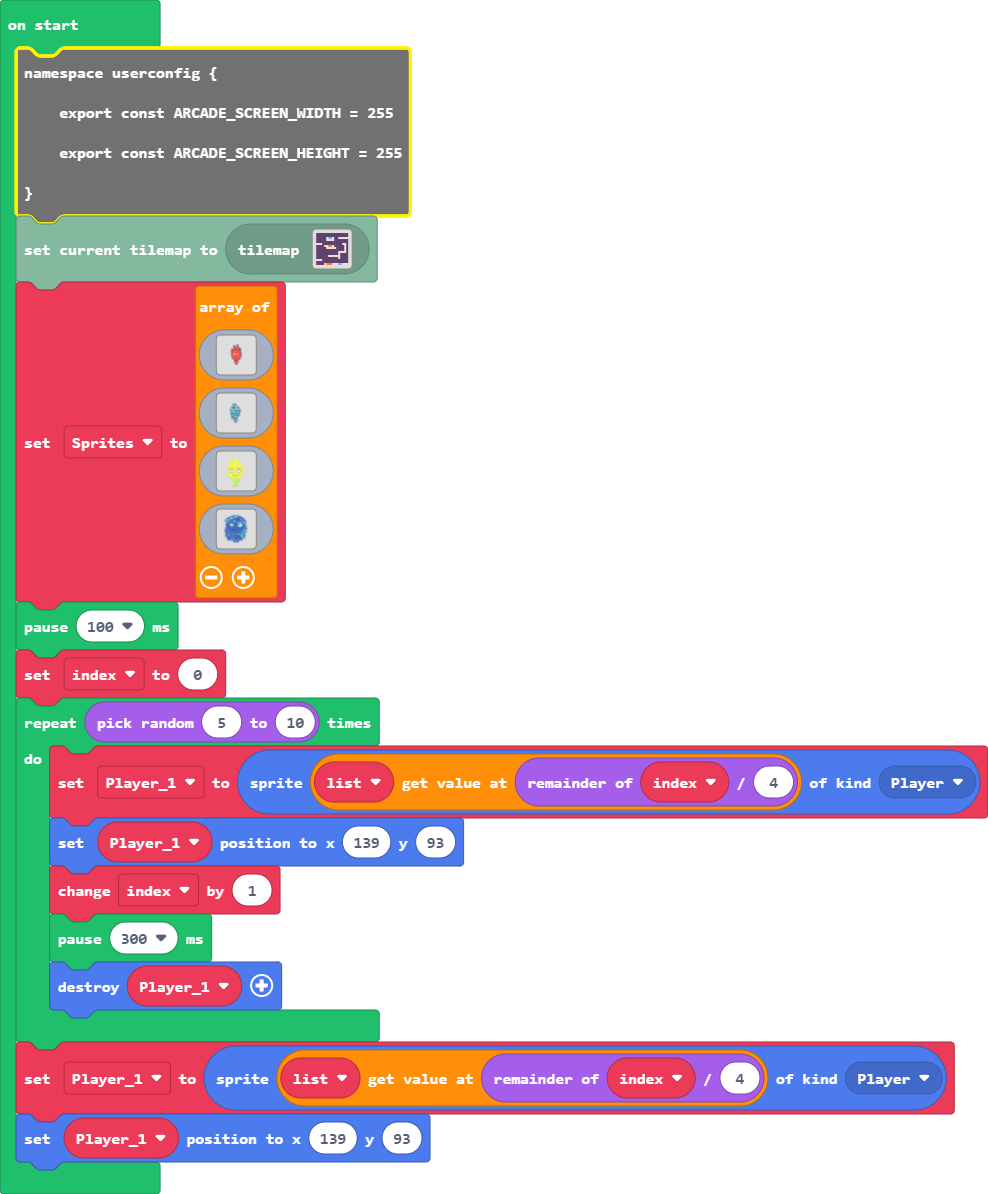 on start
namespace userconfig {
export const ARCADE_SCREEN_WIDTH = 255
export const ARCADE_SCREEN_HEIGHT = 255
}
set current tilemap to tilemap
array of
set Sprites to
pause 100 ms
set index to 0
repeat pick random 5 to 10 times
do
set Player_1 to sprite list get value at remainder of index / 4 of kind Player
set Player_1 position to x 139 y 93
change index by 1
pause 300 ms
destroy Player_1
set Player_1 to sprite list get value at remainder of index / 4 of kind Player
set Player_1 position to x 139 y 93